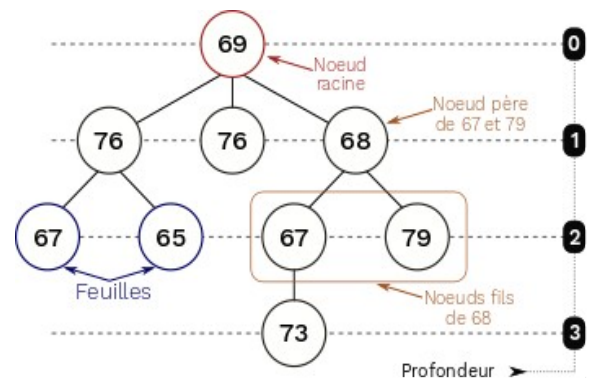 69
0
Noeud
racine
Noeud père
de 67 et 79
76
76
68
1
67
65
67
79
2
Feuilles
Noeuds fils
de 68
73
3
Profondeur